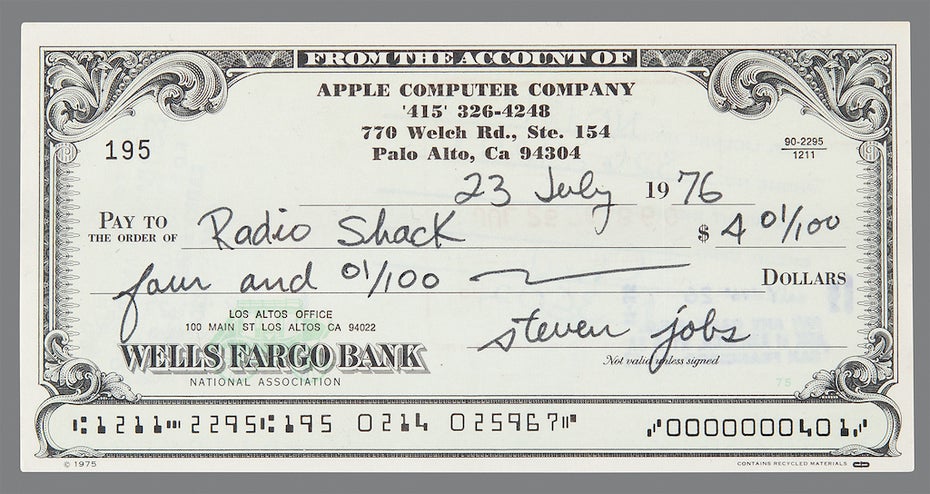 FROM THE ACCOUNT OF
APPLE COMPUTER COMPANY
'415' 326-4248
770 Welch Rd., Ste. 154
Palo Alto, Ca 94304
195
90-2295
1211
23 July 1976
PAY TO
THE ORDER OF Radio Shack $ 4 01/100
four and 01/100 DOLLARS
LOS ALTOS OFFICE
100 MAIN ST LOS ALTOS CA 94022
WELLS FARGO BANK
NATIONAL ASSOCIATION
steven jobs
Not valid unless signed
75
⑆1211⑉2295⑆195 0214 025967⑈ ⑇0000000401⑇
© 1975
CONTAINS RECYCLED MATERIALS